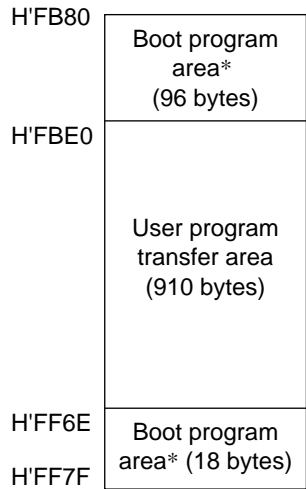 H'FB80
Boot program
area*
(96 bytes)
H'FBE0
User program
transfer area
(910 bytes)
H'FF6E
Boot program
area* (18 bytes)
H'FF7F